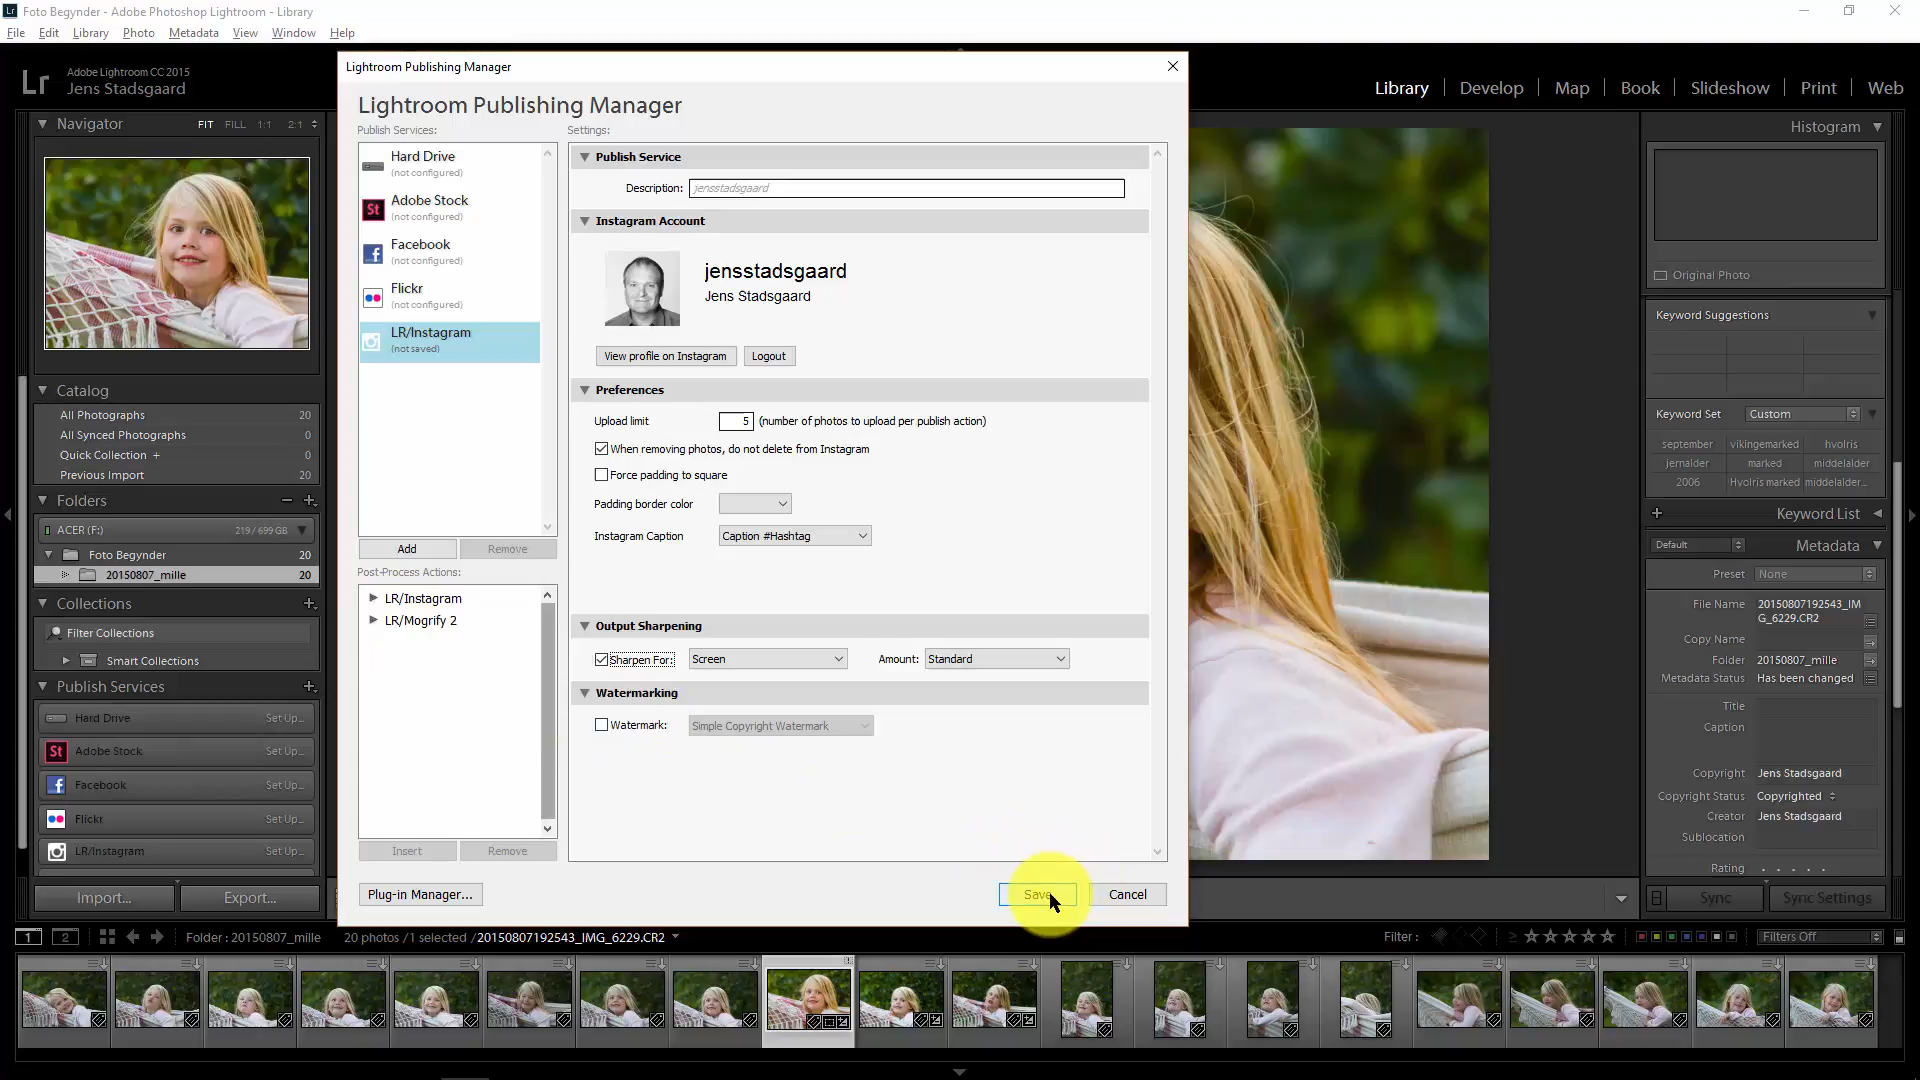 Foto Begynder - Adobe Photoshop Lightroom - Library
File Edit Library Photo Metadata View Window Help
Lr
Adobe Lightroom CC 2015
Jens Stadsgaard
Library Develop Map Book Slideshow Print Web
Navigator FIT FILL 1:1 2:1
Catalog
All Photographs 20
All Synced Photographs 0
Quick Collection + 0
Previous Import 20
Folders
ACER (F:) 219 / 699 GB
Foto Begynder 20
20150807_mille 20
Collections
Filter Collections
Smart Collections
Publish Services
Hard Drive Set Up...
St Adobe Stock Set Up...
Facebook Set Up...
Flickr Set Up...
LR/Instagram Set Up...
Import... Export...
Lightroom Publishing Manager
Lightroom Publishing Manager
Publish Services:
Hard Drive
(not configured)
St Adobe Stock
(not configured)
Facebook
(not configured)
Flickr
(not configured)
LR/Instagram
(not saved)
Add Remove
Post-Process Actions:
LR/Instagram
LR/Mogrify 2
Insert Remove
Plug-in Manager...
Settings:
Publish Service
Description: jensstadsgaard
Instagram Account
jensstadsgaard
Jens Stadsgaard
View profile on Instagram Logout
Preferences
Upload limit 5 (number of photos to upload per publish action)
When removing photos, do not delete from Instagram
Force padding to square
Padding border color
Instagram Caption Caption #Hashtag
Output Sharpening
Sharpen For: Screen Amount: Standard
Watermarking
Watermark: Simple Copyright Watermark
Save Cancel
Histogram
Original Photo
Keyword Suggestions
Keyword Set Custom
september vikingemarked hvolris
jernalder marked middelalder
2006 Hvolris marked middelalder...
Keyword List
Default Metadata
Preset None
File Name 20150807192543_IM
G_6229.CR2
Copy Name
Folder 20150807_mille
Metadata Status Has been changed
Title
Caption
Copyright Jens Stadsgaard
Copyright Status Copyrighted
Creator Jens Stadsgaard
Sublocation
Rating
Sync Sync Settings
1 2 Folder : 20150807_mille 20 photos / 1 selected / 20150807192543_IMG_6229.CR2 Filter : Filters Off